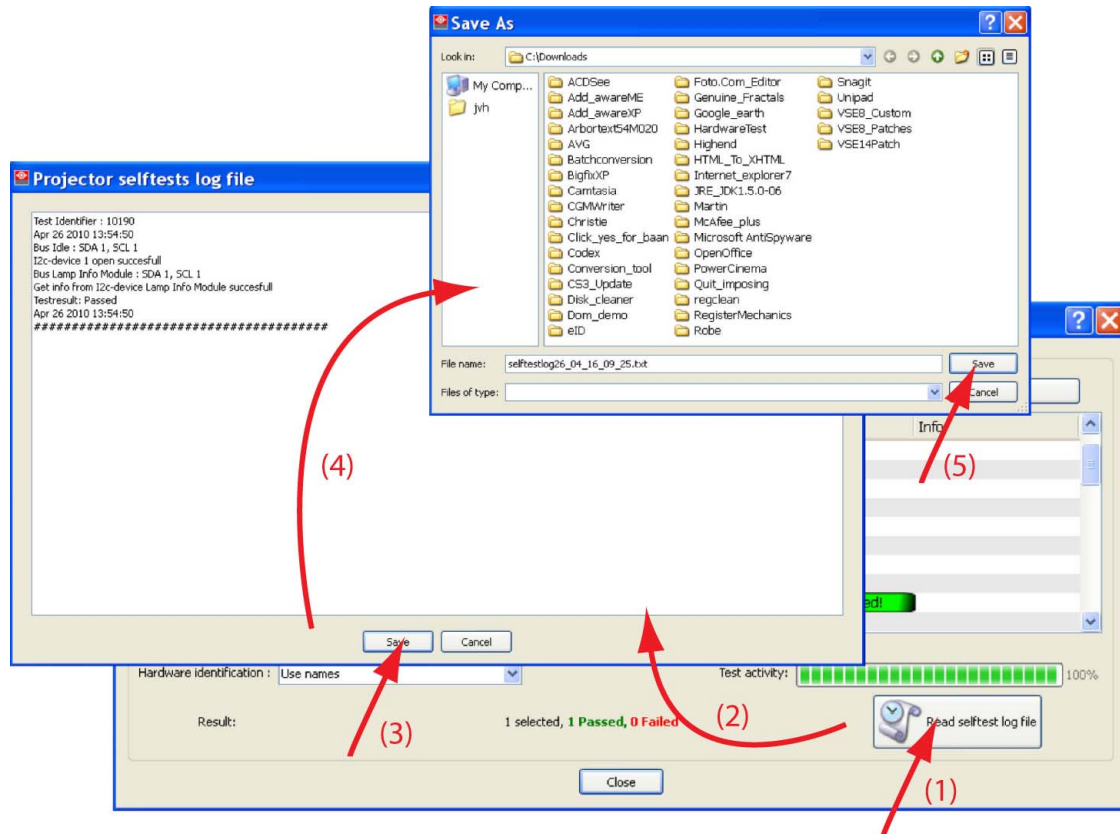 Save As
Look in: C:\Downloads
My Comp...
jvh
ACDSee
Add_awareME
Add_awareXP
Arbortext54M020
AVG
Batchconversion
BigfixXP
Camtasia
CGMWriter
Christie
Click_yes_for_baan
Codex
Conversion_tool
CS3_Update
Disk_cleaner
Dom_demo
eID
Foto.Com_Editor
Genuine_Fractals
Google_earth
HardwareTest
Highend
HTML_To_XHTML
Internet_explorer7
JRE_JDK1.5.0-06
Martin
McAfee_plus
Microsoft AntiSpyware
OpenOffice
PowerCinema
Quit_imposing
regclean
RegisterMechanics
Robe
Snagit
Unipad
VSE8_Custom
VSE8_Patches
VSE14Patch
File name: selftestlog26_04_16_09_25.txt Save
Files of type: Cancel
Projector selftests log file
Test Identifier : 10190
Apr 26 2010 13:54:50
Bus Idle : SDA 1, SCL 1
I2c-device 1 open succesfull
Bus Lamp Info Module : SDA 1, SCL 1
Get info from I2c-device Lamp Info Module succesfull
Testresult: Passed
Apr 26 2010 13:54:50
#######################################
Save Cancel
Info
ed!
Hardware identification : Use names Test activity: 100%
Result: 1 selected, 1 Passed, 0 Failed Read selftest log file
Close
(1)
(2)
(3)
(4)
(5)